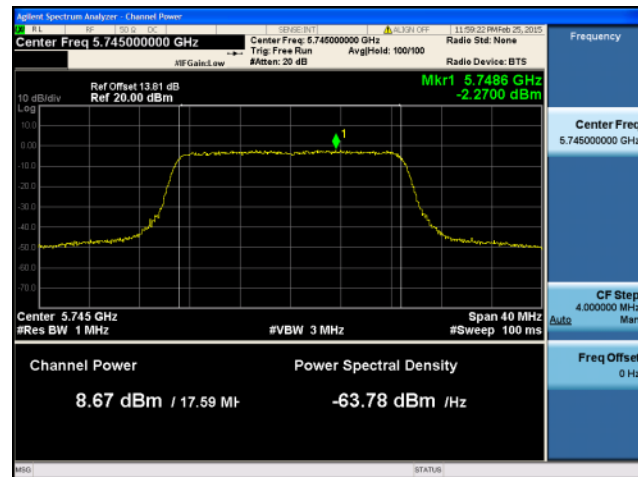 Agilent Spectrum Analyzer - Channel Power
RL RF 50 Ω DC SENSE:INT ALIGN OFF 11:59:22 PM Feb 25, 2015
Center Freq 5.745000000 GHz
Center Freq: 5.745000000 GHz
Radio Std: None
Trig: Free Run Avg|Hold: 100/100
#IFGain:Low #Atten: 20 dB Radio Device: BTS
Frequency
Mkr1 5.7486 GHz
-2.2700 dBm
Ref Offset 13.81 dB
10 dB/div Ref 20.00 dBm
Log
10.0
0.00
-10.0
-20.0
-30.0
-40.0
-50.0
-60.0
-70.0
1
Center 5.745 GHz Span 40 MHz
#Res BW 1 MHz #VBW 3 MHz #Sweep 100 ms
Channel Power Power Spectral Density
8.67 dBm / 17.59 MH -63.78 dBm /Hz
Center Freq
5.745000000 GHz
CF Step
4.000000 MHz
Auto Man
Freq Offset
0 Hz
MSG STATUS